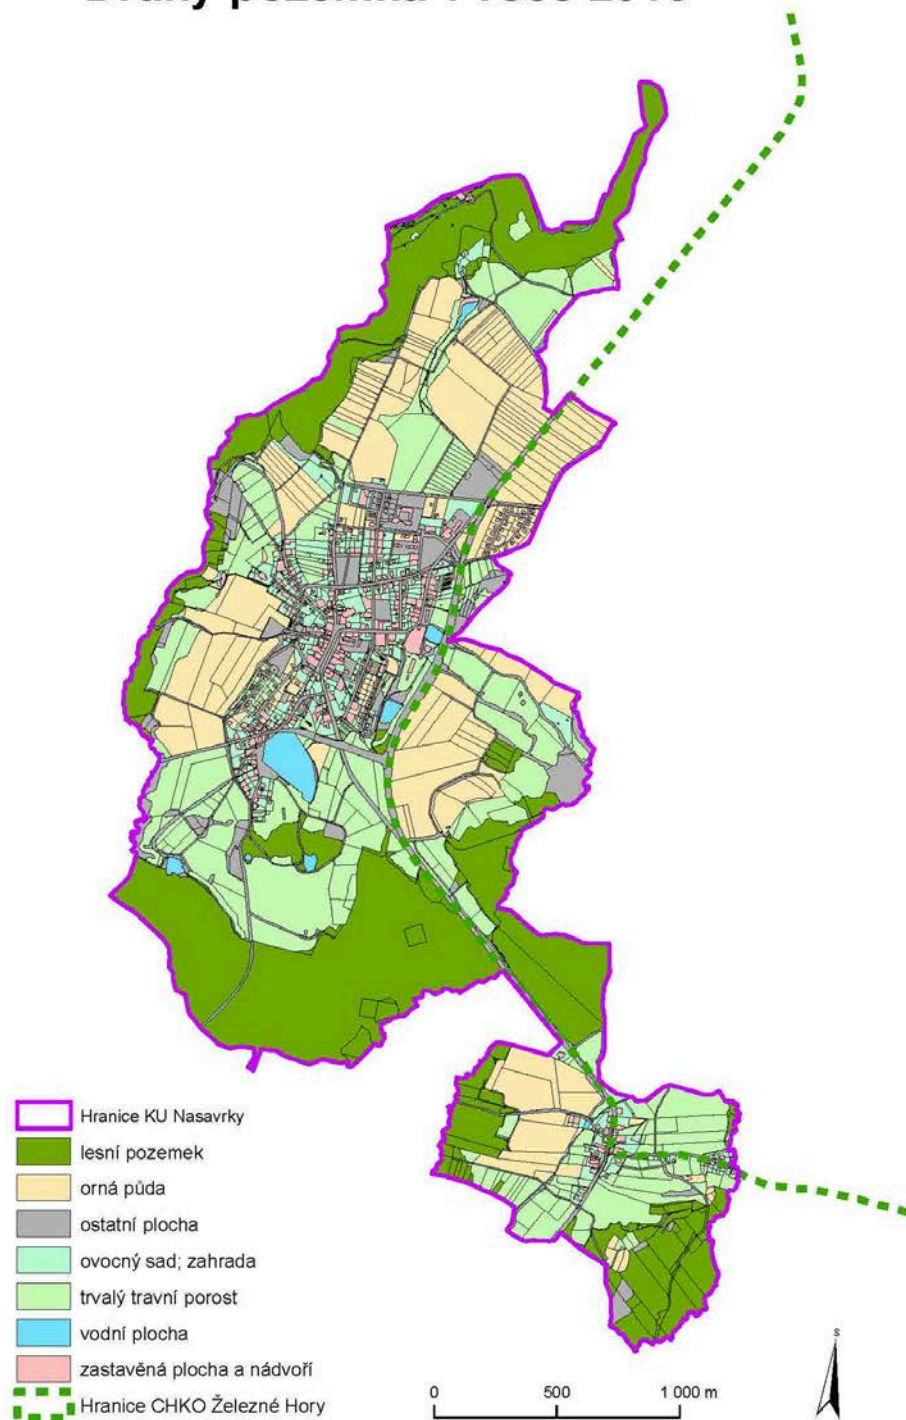 Hranice KU Nasavrky
lesní pozemek
orná půda
ostatní plocha
ovocný sad; zahrada
trvalý travní porost
vodní plocha
zastavěná plocha a nádvoří
Hranice CHKO Železné Hory
0 500 1 000 m
S